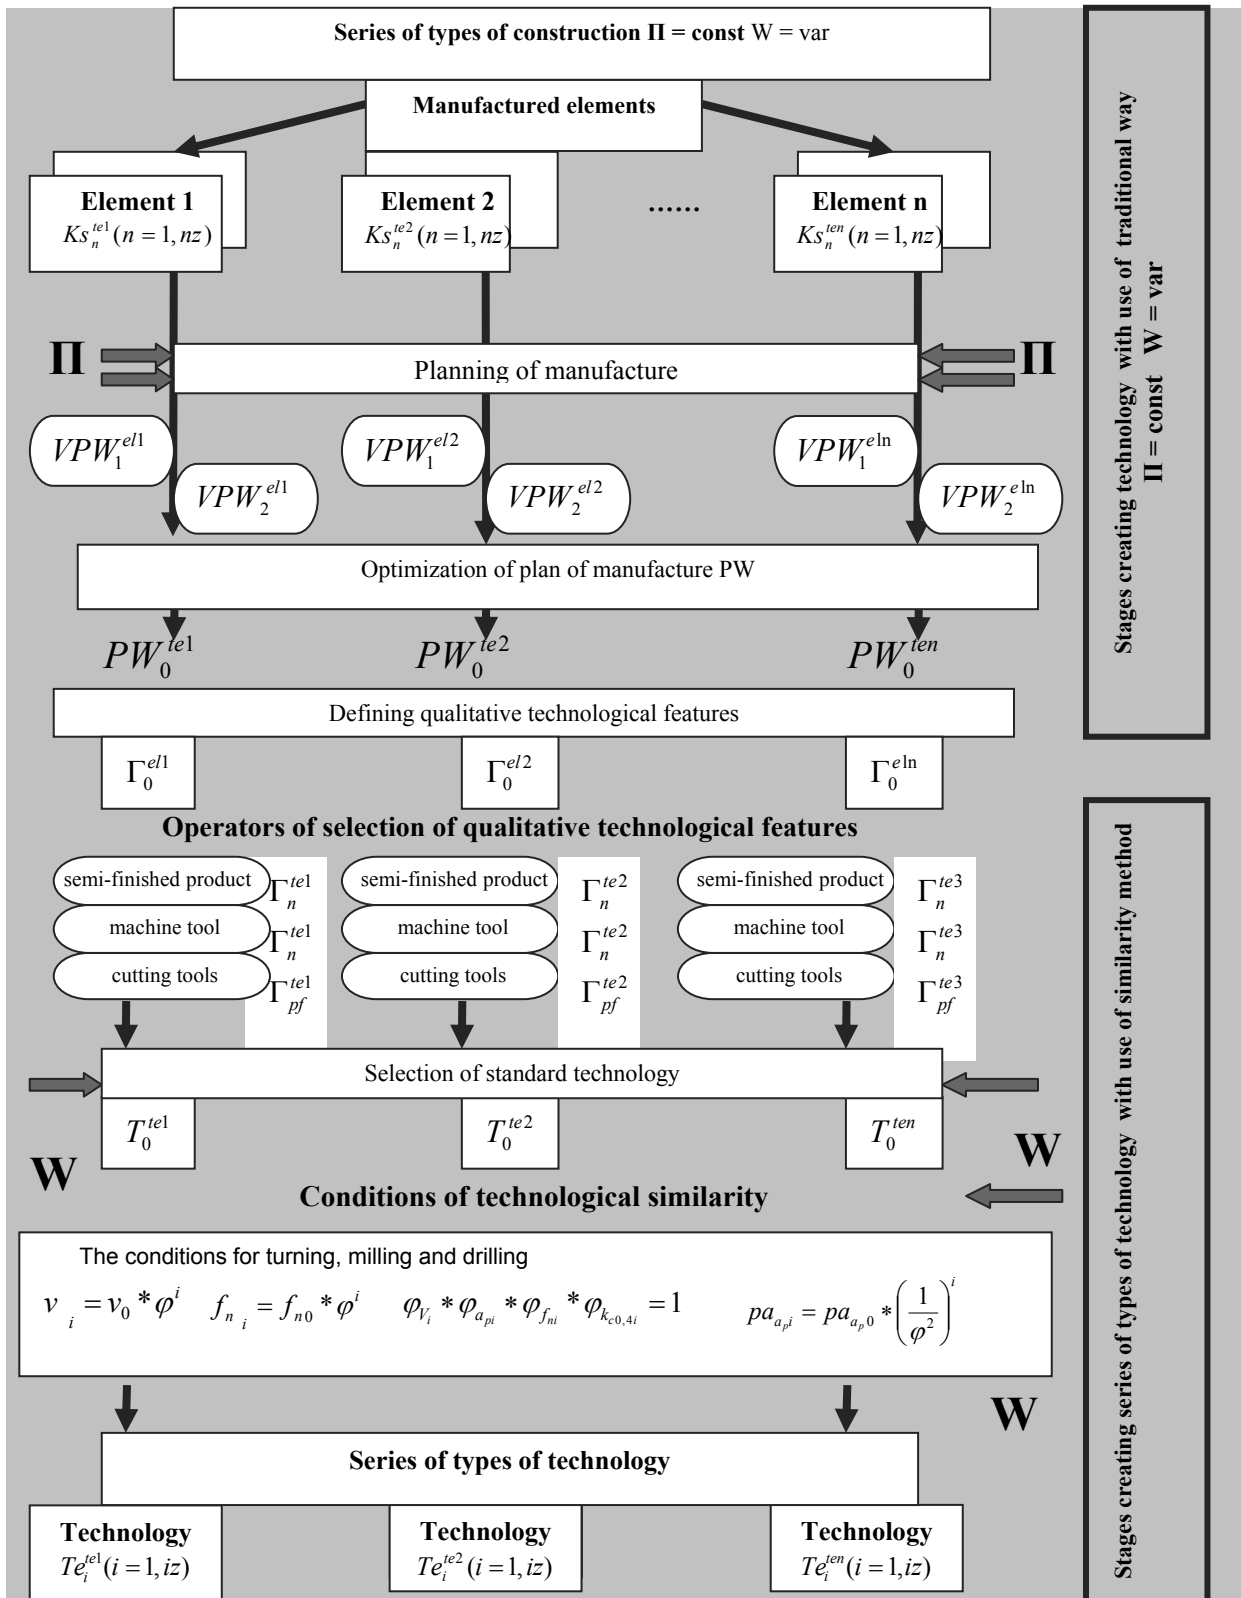 Series of types of construction Π = const W = var
Manufactured elements
Element 1
Ks_n^{te1}(n = 1, nz)
Element 2
Ks_n^{te2}(n = 1, nz)
......
Element n
Ks_n^{ten}(n = 1, nz)
Π
Planning of manufacture
Π
VPW_1^{el1}
VPW_2^{el1}
VPW_1^{el2}
VPW_2^{el2}
VPW_1^{eln}
VPW_2^{eln}
Optimization of plan of manufacture PW
PW_0^{te1}
PW_0^{te2}
PW_0^{ten}
Defining qualitative technological features
Γ_0^{el1}
Γ_0^{el2}
Γ_0^{eln}
Operators of selection of qualitative technological features
semi-finished product
Γ_n^{te1}
machine tool
Γ_n^{te1}
cutting tools
Γ_{pf}^{te1}
semi-finished product
Γ_n^{te2}
machine tool
Γ_n^{te2}
cutting tools
Γ_{pf}^{te2}
semi-finished product
Γ_n^{te3}
machine tool
Γ_n^{te3}
cutting tools
Γ_{pf}^{te3}
Selection of standard technology
T_0^{te1}
T_0^{te2}
T_0^{ten}
W
W
Conditions of technological similarity
The conditions for turning, milling and drilling
v_i = v_0 * φ^i
f_{n i} = f_{n0} * φ^i
φ_{V_i} * φ_{a_{pi}} * φ_{f_{ni}} * φ_{k_{c0,4i}} = 1
pa_{a_p i} = pa_{a_p 0} * (1/φ^2)^i
W
Series of types of technology
Technology
Te_i^{te1}(i = 1, iz)
Technology
Te_i^{te2}(i = 1, iz)
Technology
Te_i^{ten}(i = 1, iz)
Stages creating technology with use of traditional way
Π = const W = var
Stages creating series of types of technology with use of similarity method